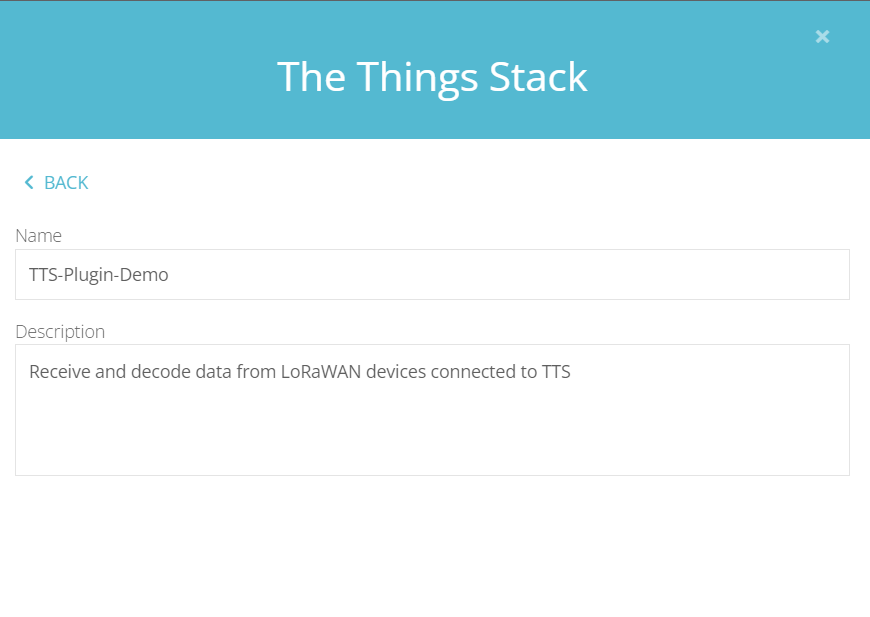 The Things Stack
BACK
Name
TTS-Plugin-Demo
Description
Receive and decode data from LoRaWAN devices connected to TTS